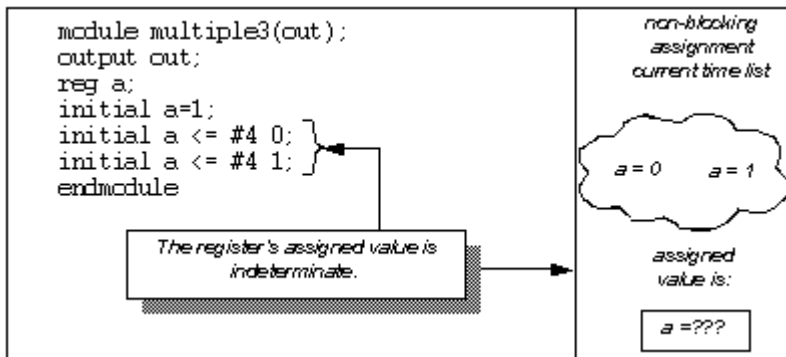 module multiple3(out);
output out;
reg a;
initial a=1;
initial a <= #4 0;
initial a <= #4 1;
endmodule
The register's assigned value is
indeterminate.
non-blocking
assignment
current time list
a = 0 a = 1
assigned
value is:
a =???